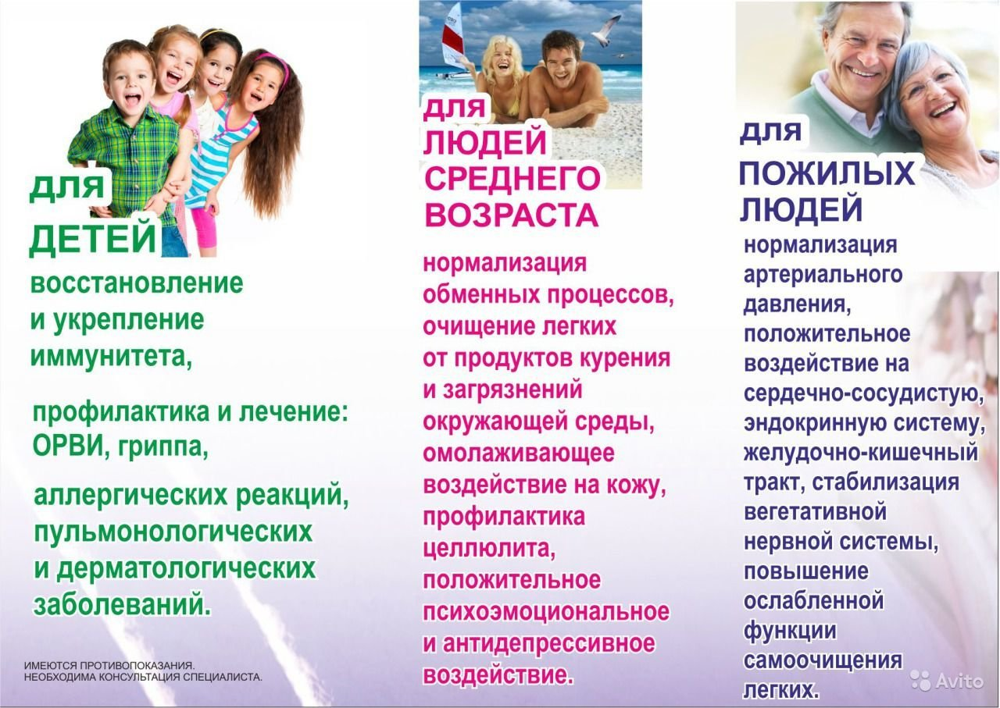 для
ДЕТЕЙ
восстановление
и укрепление
иммунитета,
профилактика и лечение:
ОРВИ, гриппа,
аллергических реакций,
пульмонологических
и дерматологических
заболеваний.
ИМЕЮТСЯ ПРОТИВОПОКАЗАНИЯ.
НЕОБХОДИМА КОНСУЛЬТАЦИЯ СПЕЦИАЛИСТА.
для
ЛЮДЕЙ
СРЕДНЕГО
ВОЗРАСТА
нормализация
обменных процессов,
очищение легких
от продуктов курения
и загрязнений
окружающей среды,
омолаживающее
воздействие на кожу,
профилактика
целлюлита,
положительное
психоэмоциональное
и антидепрессивное
воздействие.
для
ПОЖИЛЫХ
ЛЮДЕЙ
нормализация
артериального
давления,
положительное
воздействие на
сердечно-сосудистую,
эндокринную систему,
желудочно-кишечный
тракт, стабилизация
вегетативной
нервной системы,
повышение
ослабленной
функции
самоочищения
легких.
Avito